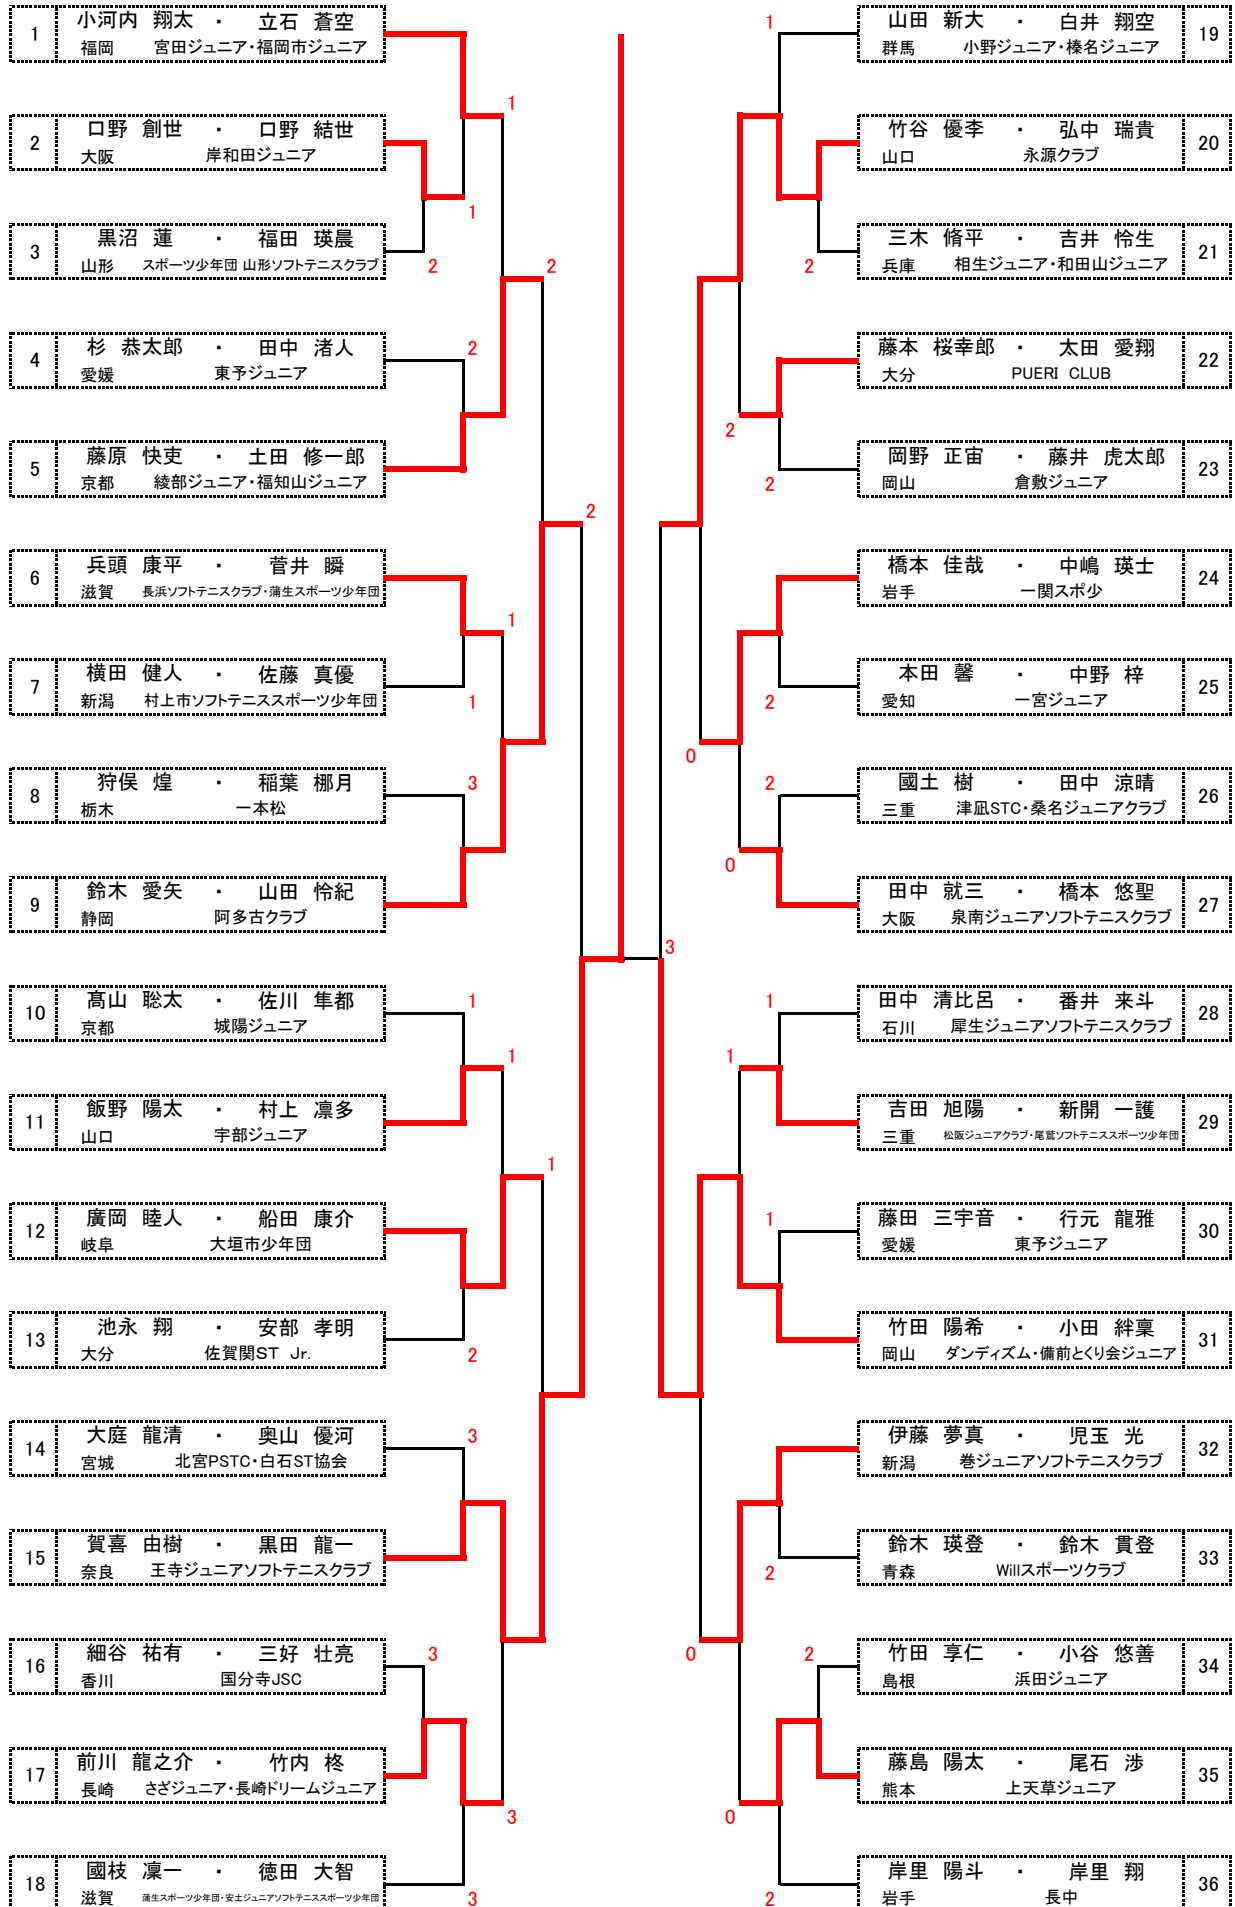 1 小河内 翔太 ・ 立石 蒼空
福岡 宮田ジュニア・福岡市ジュニア
2 口野 創世 ・ 口野 結世
大阪 岸和田ジュニア
3 黒沼 蓮 ・ 福田 瑛晨
山形 スポーツ少年団 山形ソフトテニスクラブ
4 杉 恭太郎 ・ 田中 渚人
愛媛 東予ジュニア
5 藤原 快吏 ・ 土田 修一郎
京都 綾部ジュニア・福知山ジュニア
6 兵頭 康平 ・ 菅井 瞬
滋賀 長浜ソフトテニスクラブ・蒲生スポーツ少年団
7 横田 健人 ・ 佐藤 真優
新潟 村上市ソフトテニススポーツ少年団
8 狩俣 煌 ・ 稲葉 梛月
栃木 一本松
9 鈴木 愛矢 ・ 山田 怜紀
静岡 阿多古クラブ
10 髙山 聡太 ・ 佐川 隼都
京都 城陽ジュニア
11 飯野 陽太 ・ 村上 凛多
山口 宇部ジュニア
12 廣岡 睦人 ・ 船田 康介
岐阜 大垣市少年団
13 池永 翔 ・ 安部 孝明
大分 佐賀関ST Jr.
14 大庭 龍清 ・ 奥山 優河
宮城 北宮PSTC・白石ST協会
15 賀喜 由樹 ・ 黒田 龍一
奈良 王寺ジュニアソフトテニスクラブ
16 細谷 祐有 ・ 三好 壮亮
香川 国分寺JSC
17 前川 龍之介 ・ 竹内 柊
長崎 さざジュニア・長崎ドリームジュニア
18 國枝 凜一 ・ 徳田 大智
滋賀 蒲生スポーツ少年団・安土ジュニアソフトテニススポーツ少年団
1
1
2
2
2
2
1
1
3
1
1
1
2
3
3
3
3
3
1
2
2
2
2
0
2
0
1
1
1
2
0
2
0
2
山田 新大 ・ 白井 翔空 19
群馬 小野ジュニア・榛名ジュニア
竹谷 優李 ・ 弘中 瑞貴 20
山口 永源クラブ
三木 脩平 ・ 吉井 怜生 21
兵庫 相生ジュニア・和田山ジュニア
藤本 桜幸郎 ・ 太田 愛翔 22
大分 PUERI CLUB
岡野 正宙 ・ 藤井 虎太郎 23
岡山 倉敷ジュニア
橋本 佳哉 ・ 中嶋 瑛士 24
岩手 一関スポ少
本田 馨 ・ 中野 梓 25
愛知 一宮ジュニア
國土 樹 ・ 田中 涼晴 26
三重 津凪STC・桑名ジュニアクラブ
田中 就三 ・ 橋本 悠聖 27
大阪 泉南ジュニアソフトテニスクラブ
田中 清比呂 ・ 番井 来斗 28
石川 犀生ジュニアソフトテニスクラブ
吉田 旭陽 ・ 新開 一護 29
三重 松阪ジュニアクラブ・尾鷲ソフトテニススポーツ少年団
藤田 三宇音 ・ 行元 龍雅 30
愛媛 東予ジュニア
竹田 陽希 ・ 小田 絆稟 31
岡山 ダンディズム・備前とくり会ジュニア
伊藤 夢真 ・ 児玉 光 32
新潟 巻ジュニアソフトテニスクラブ
鈴木 瑛登 ・ 鈴木 貫登 33
青森 Willスポーツクラブ
竹田 享仁 ・ 小谷 悠善 34
島根 浜田ジュニア
藤島 陽太 ・ 尾石 渉 35
熊本 上天草ジュニア
岸里 陽斗 ・ 岸里 翔 36
岩手 長中